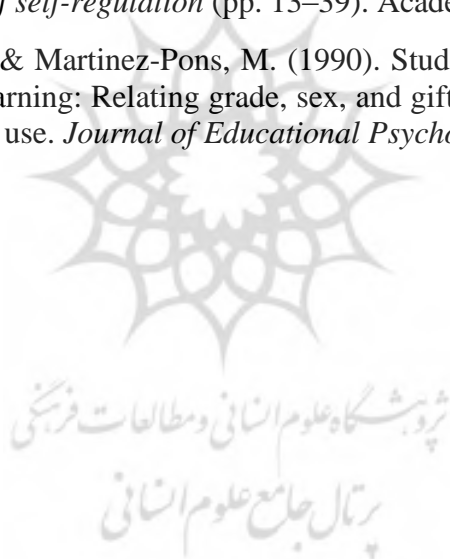 f self-regulation (pp. 13–39). Acade
& Martinez-Pons, M. (1990). Stud
arning: Relating grade, sex, and gift
use. Journal of Educational Psycho
پژوهشگاه علوم انسانی و مطالعات فرهنگی
پرتال جامع علوم انسانی